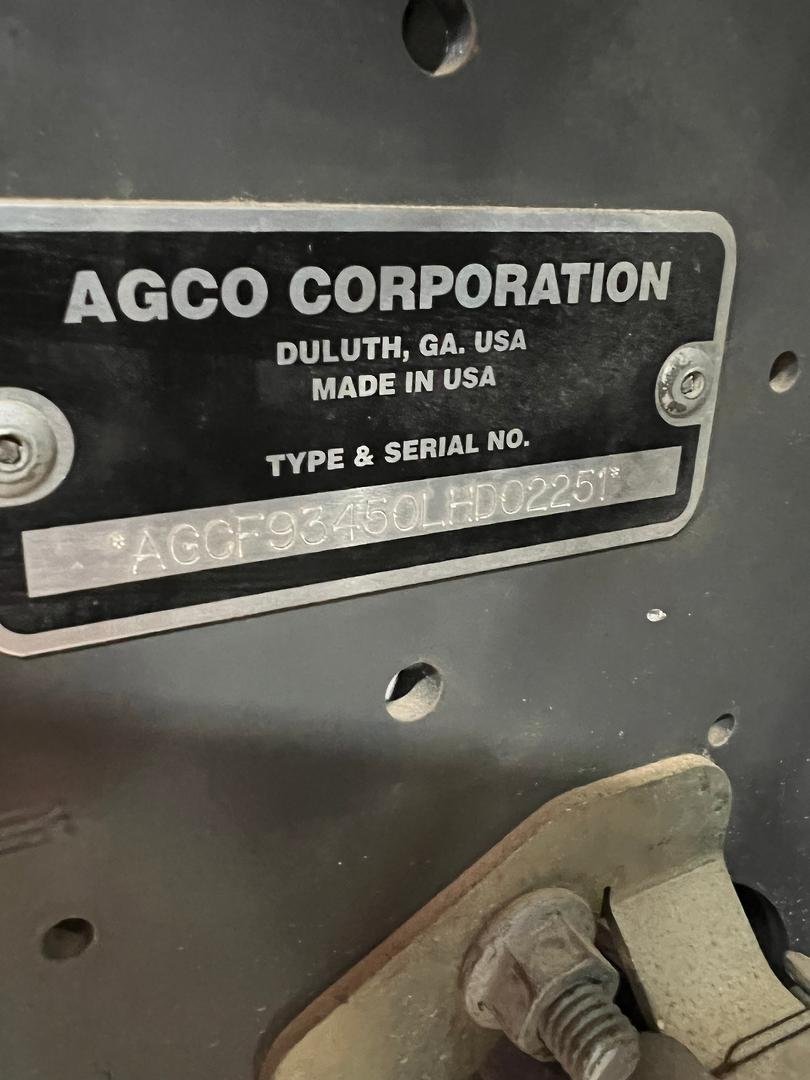 AGCO CORPORATION
DULUTH, GA. USA
MADE IN USA
TYPE & SERIAL NO.
*AGCF93450LHD02251*